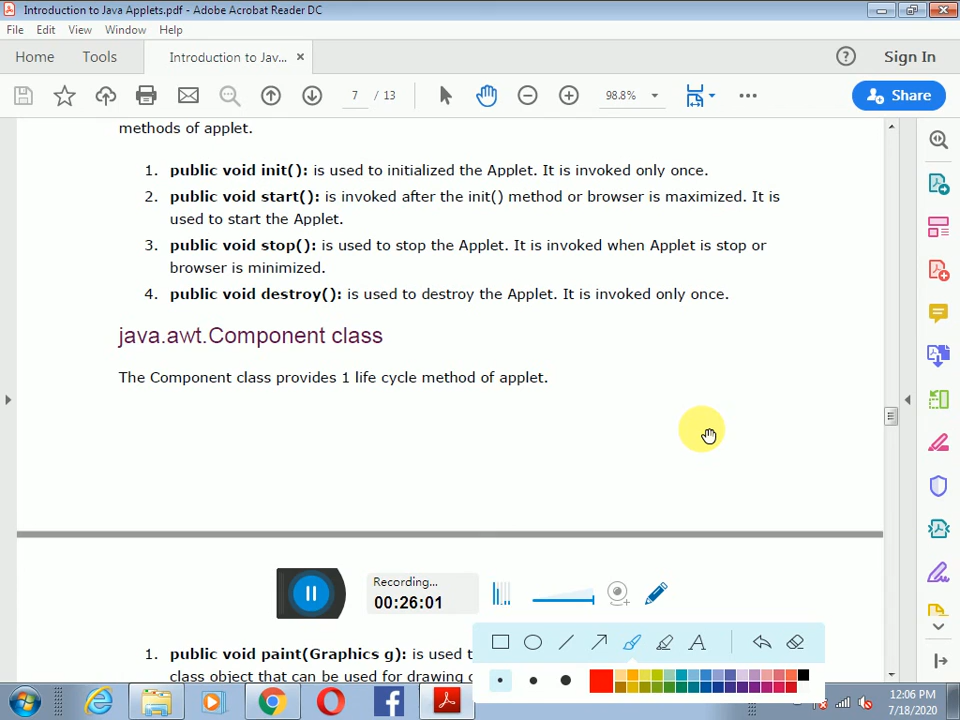 Introduction to Java Applets.pdf - Adobe Acrobat Reader DC
File Edit View Window Help
Home Tools Introduction to Jav... × Sign In
7 / 13 98.8% Share
methods of applet.
1. public void init(): is used to initialized the Applet. It is invoked only once.
2. public void start(): is invoked after the init() method or browser is maximized. It is
used to start the Applet.
3. public void stop(): is used to stop the Applet. It is invoked when Applet is stop or
browser is minimized.
4. public void destroy(): is used to destroy the Applet. It is invoked only once.
java.awt.Component class
The Component class provides 1 life cycle method of applet.
Recording...
00:26:01
1. public void paint(Graphics g): is used
class object that can be used for drawing
12:06 PM
7/18/2020